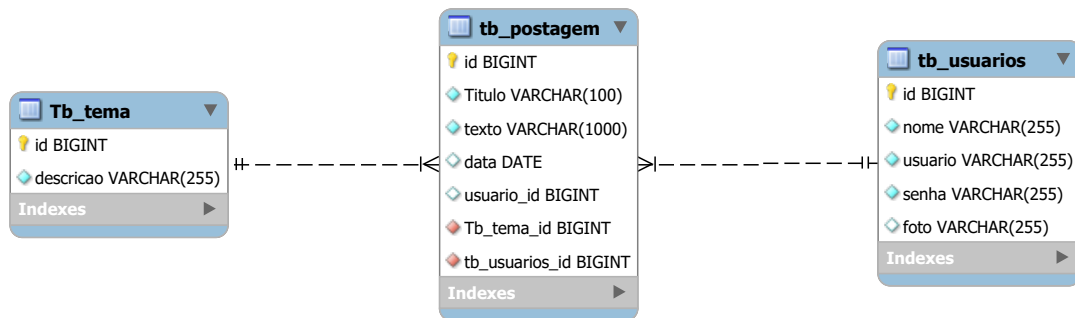 Tb_tema
id BIGINT
descricao VARCHAR(255)
Indexes
tb_postagem
id BIGINT
Titulo VARCHAR(100)
texto VARCHAR(1000)
data DATE
usuario_id BIGINT
Tb_tema_id BIGINT
tb_usuarios_id BIGINT
Indexes
tb_usuarios
id BIGINT
nome VARCHAR(255)
usuario VARCHAR(255)
senha VARCHAR(255)
foto VARCHAR(255)
Indexes